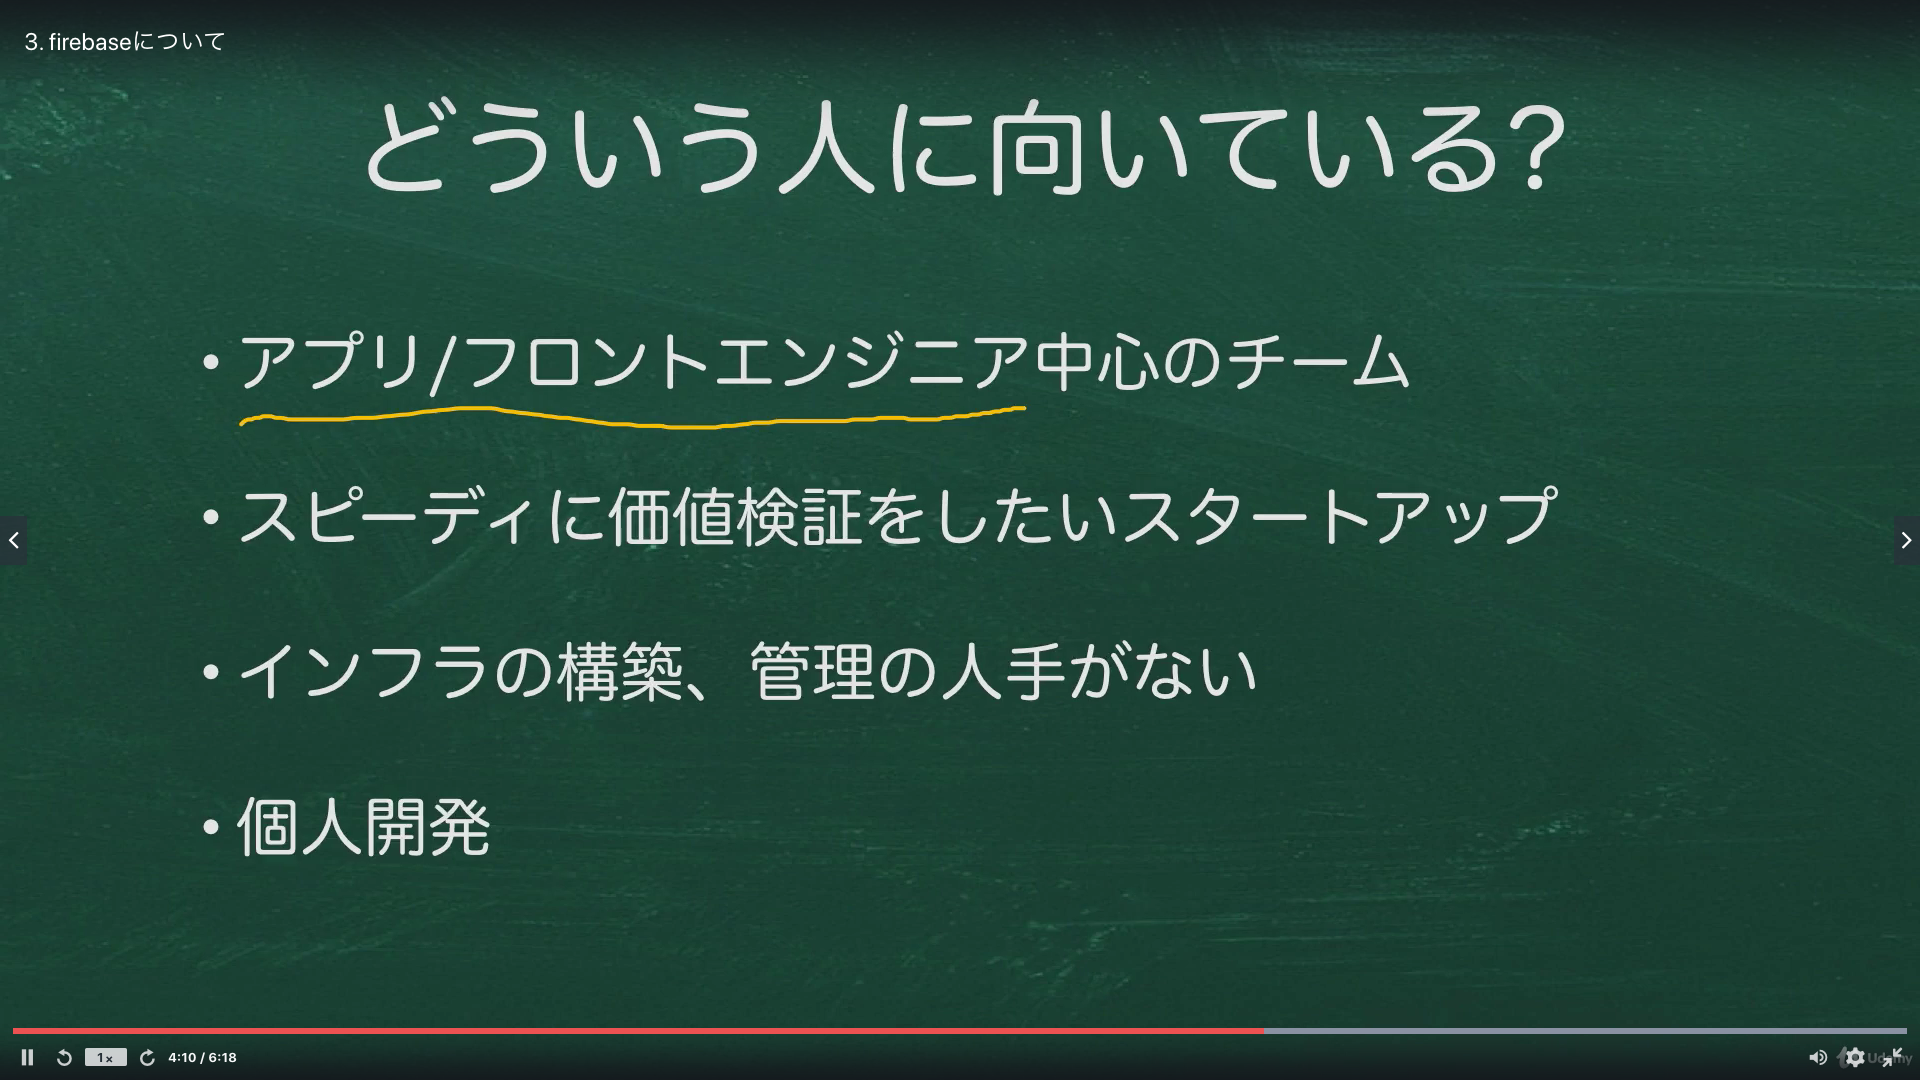 3. firebaseについて
どういう人に向いている?
• アプリ/フロントエンジニア中心のチーム
• スピーディに価値検証をしたいスタートアップ
• インフラの構築、管理の人手がない
• 個人開発
1x
4:10 / 6:18
Udemy